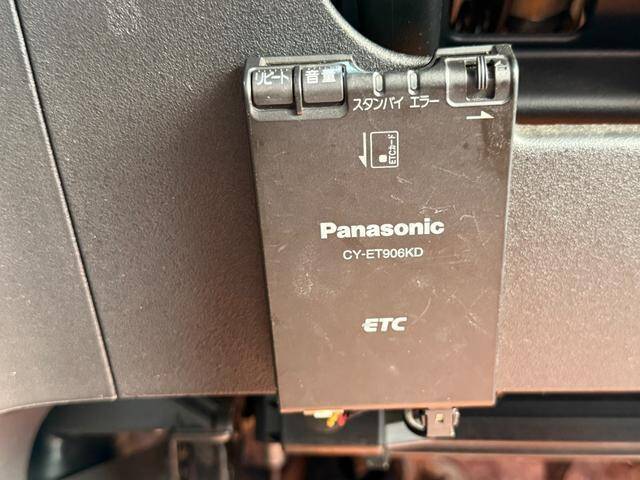 リピート 音量
スタンバイ エラー
ETCカード
Panasonic
CY-ET906KD
ETC